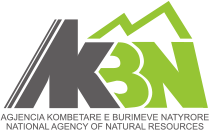 AKBN
AGJENCIA KOMBETARE E BURIMEVE NATYRORE
NATIONAL AGENCY OF NATURAL RESOURCES